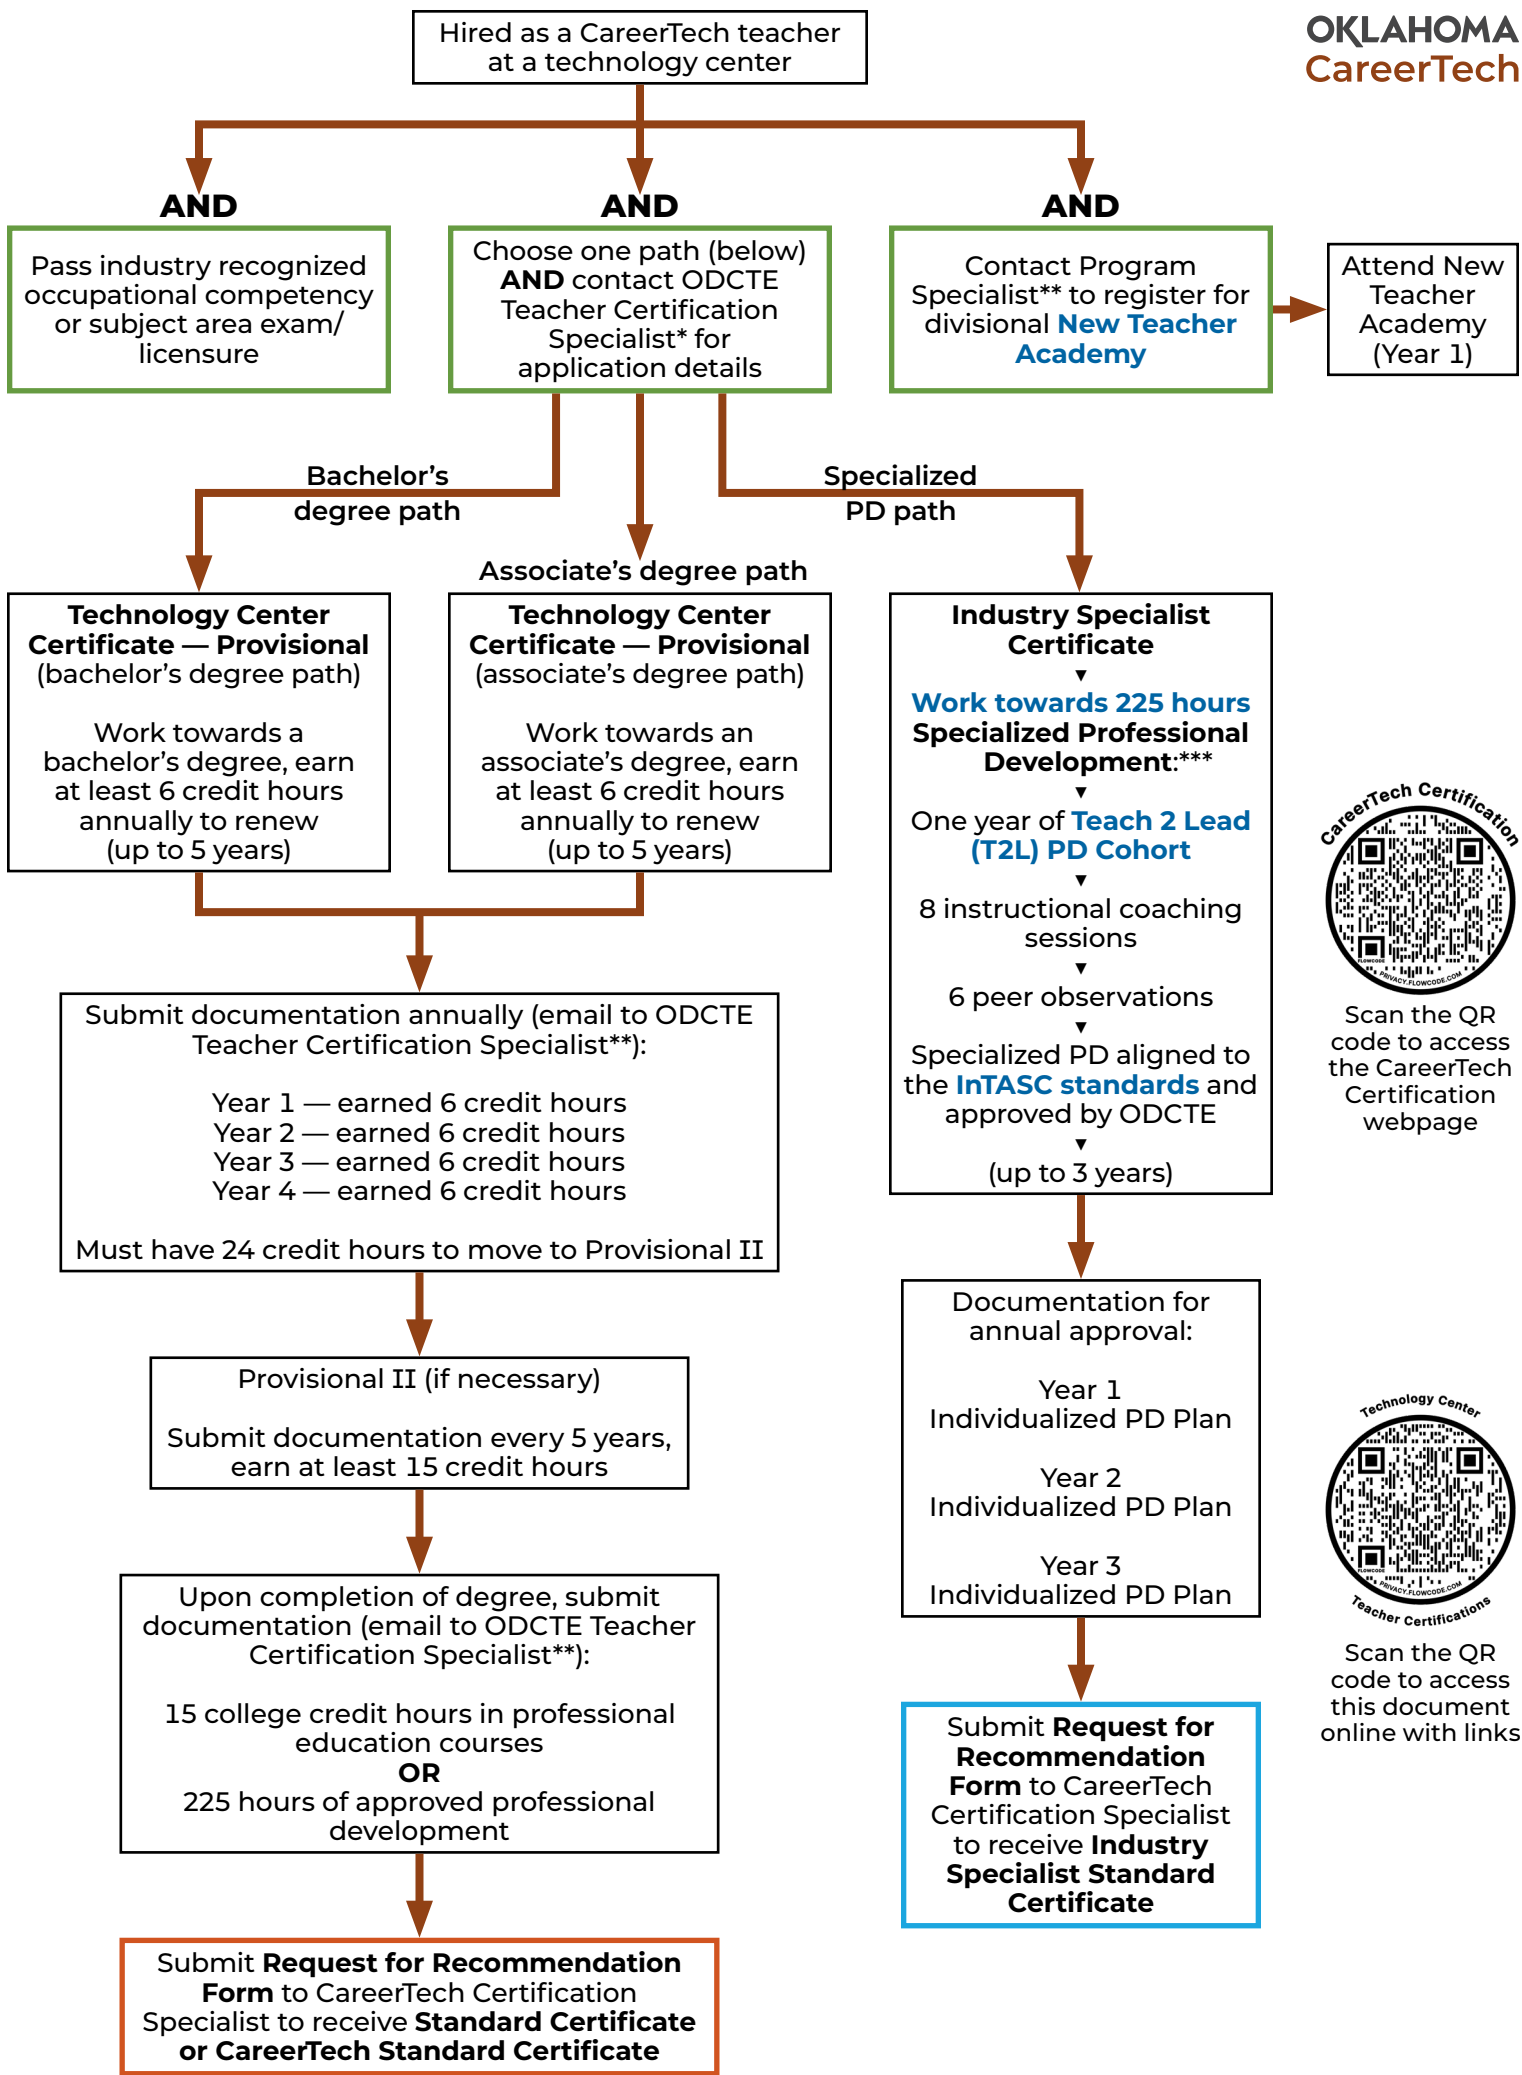 Hired as a CareerTech teacher
at a technology center
OKLAHOMA
CareerTech
AND
Pass industry recognized
occupational competency
or subject area exam/
licensure
AND
Choose one path (below)
AND contact ODCTE
Teacher Certification
Specialist* for
application details
AND
Contact Program
Specialist** to register for
divisional New Teacher
Academy
Attend New
Teacher
Academy
(Year 1)
Bachelor's
degree path
Associate's degree path
Specialized
PD path
Technology Center
Certificate — Provisional
(bachelor's degree path)
Work towards a
bachelor's degree, earn
at least 6 credit hours
annually to renew
(up to 5 years)
Technology Center
Certificate — Provisional
(associate's degree path)
Work towards an
associate's degree, earn
at least 6 credit hours
annually to renew
(up to 5 years)
Submit documentation annually (email to ODCTE
Teacher Certification Specialist**):
Year 1 — earned 6 credit hours
Year 2 — earned 6 credit hours
Year 3 — earned 6 credit hours
Year 4 — earned 6 credit hours
Must have 24 credit hours to move to Provisional II
Provisional II (if necessary)
Submit documentation every 5 years,
earn at least 15 credit hours
Upon completion of degree, submit
documentation (email to ODCTE Teacher
Certification Specialist**):
15 college credit hours in professional
education courses
OR
225 hours of approved professional
development
Submit Request for Recommendation
Form to CareerTech Certification
Specialist to receive Standard Certificate
or CareerTech Standard Certificate
Industry Specialist
Certificate
Work towards 225 hours
Specialized Professional
Development:***
One year of Teach 2 Lead
(T2L) PD Cohort
8 instructional coaching
sessions
6 peer observations
Specialized PD aligned to
the InTASC standards and
approved by ODCTE
(up to 3 years)
Documentation for
annual approval:
Year 1
Individualized PD Plan
Year 2
Individualized PD Plan
Year 3
Individualized PD Plan
Submit Request for
Recommendation
Form to CareerTech
Certification Specialist
to receive Industry
Specialist Standard
Certificate
CareerTech Certification
FLOWCODE
PRIVACY.FLOWCODE.COM
Scan the QR
code to access
the CareerTech
Certification
webpage
Technology Center
FLOWCODE
PRIVACY.FLOWCODE.COM
Teacher Certifications
Scan the QR
code to access
this document
online with links